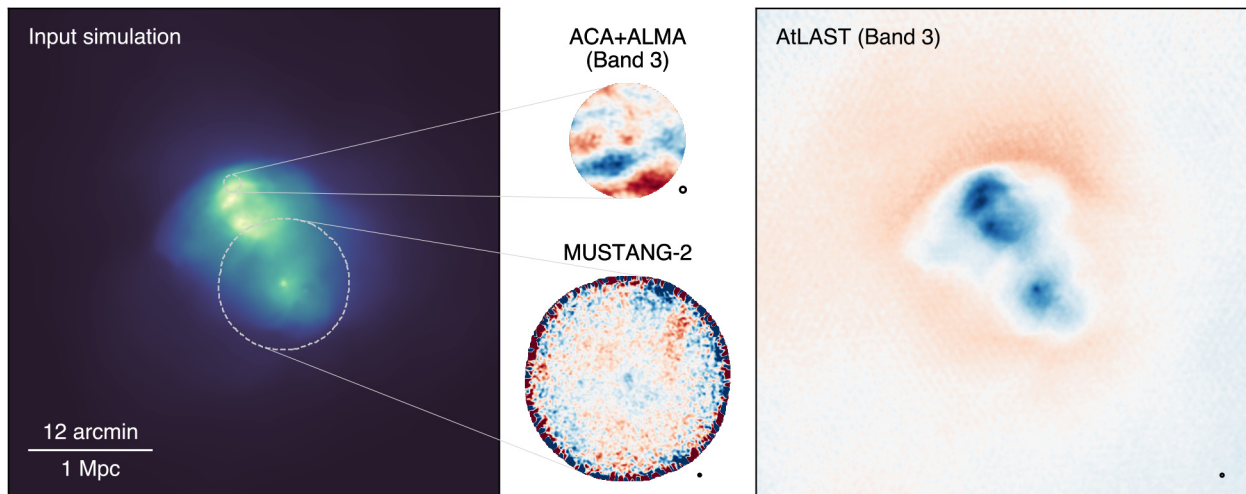 Input simulation
12 arcmin
1 Mpc
ACA+ALMA
(Band 3)
MUSTANG-2
AtLAST (Band 3)